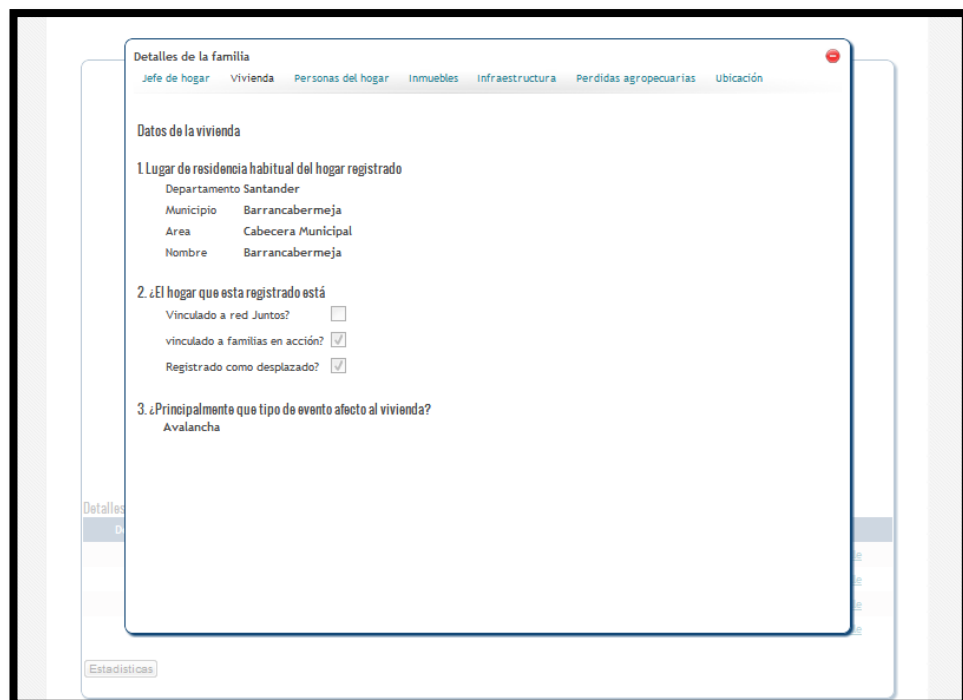 Detalles de la familia
Jefe de hogar Vivienda Personas del hogar Inmuebles Infraestructura Perdidas agropecuarias Ubicación
Datos de la vivienda
1. Lugar de residencia habitual del hogar registrado
Departamento Santander
Municipio Barrancabermeja
Area Cabecera Municipal
Nombre Barrancabermeja
2. ¿El hogar que esta registrado está
Vinculado a red Juntos?
vinculado a familias en acción?
Registrado como desplazado?
3. ¿Principalmente que tipo de evento afecto al vivienda?
Avalancha
Detalles
Estadisticas